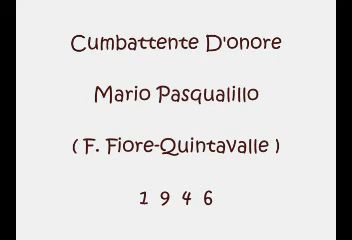 Cumbattente D'onore
Mario Pasqualillo
( F. Fiore-Quintavalle )
1 9 4 6